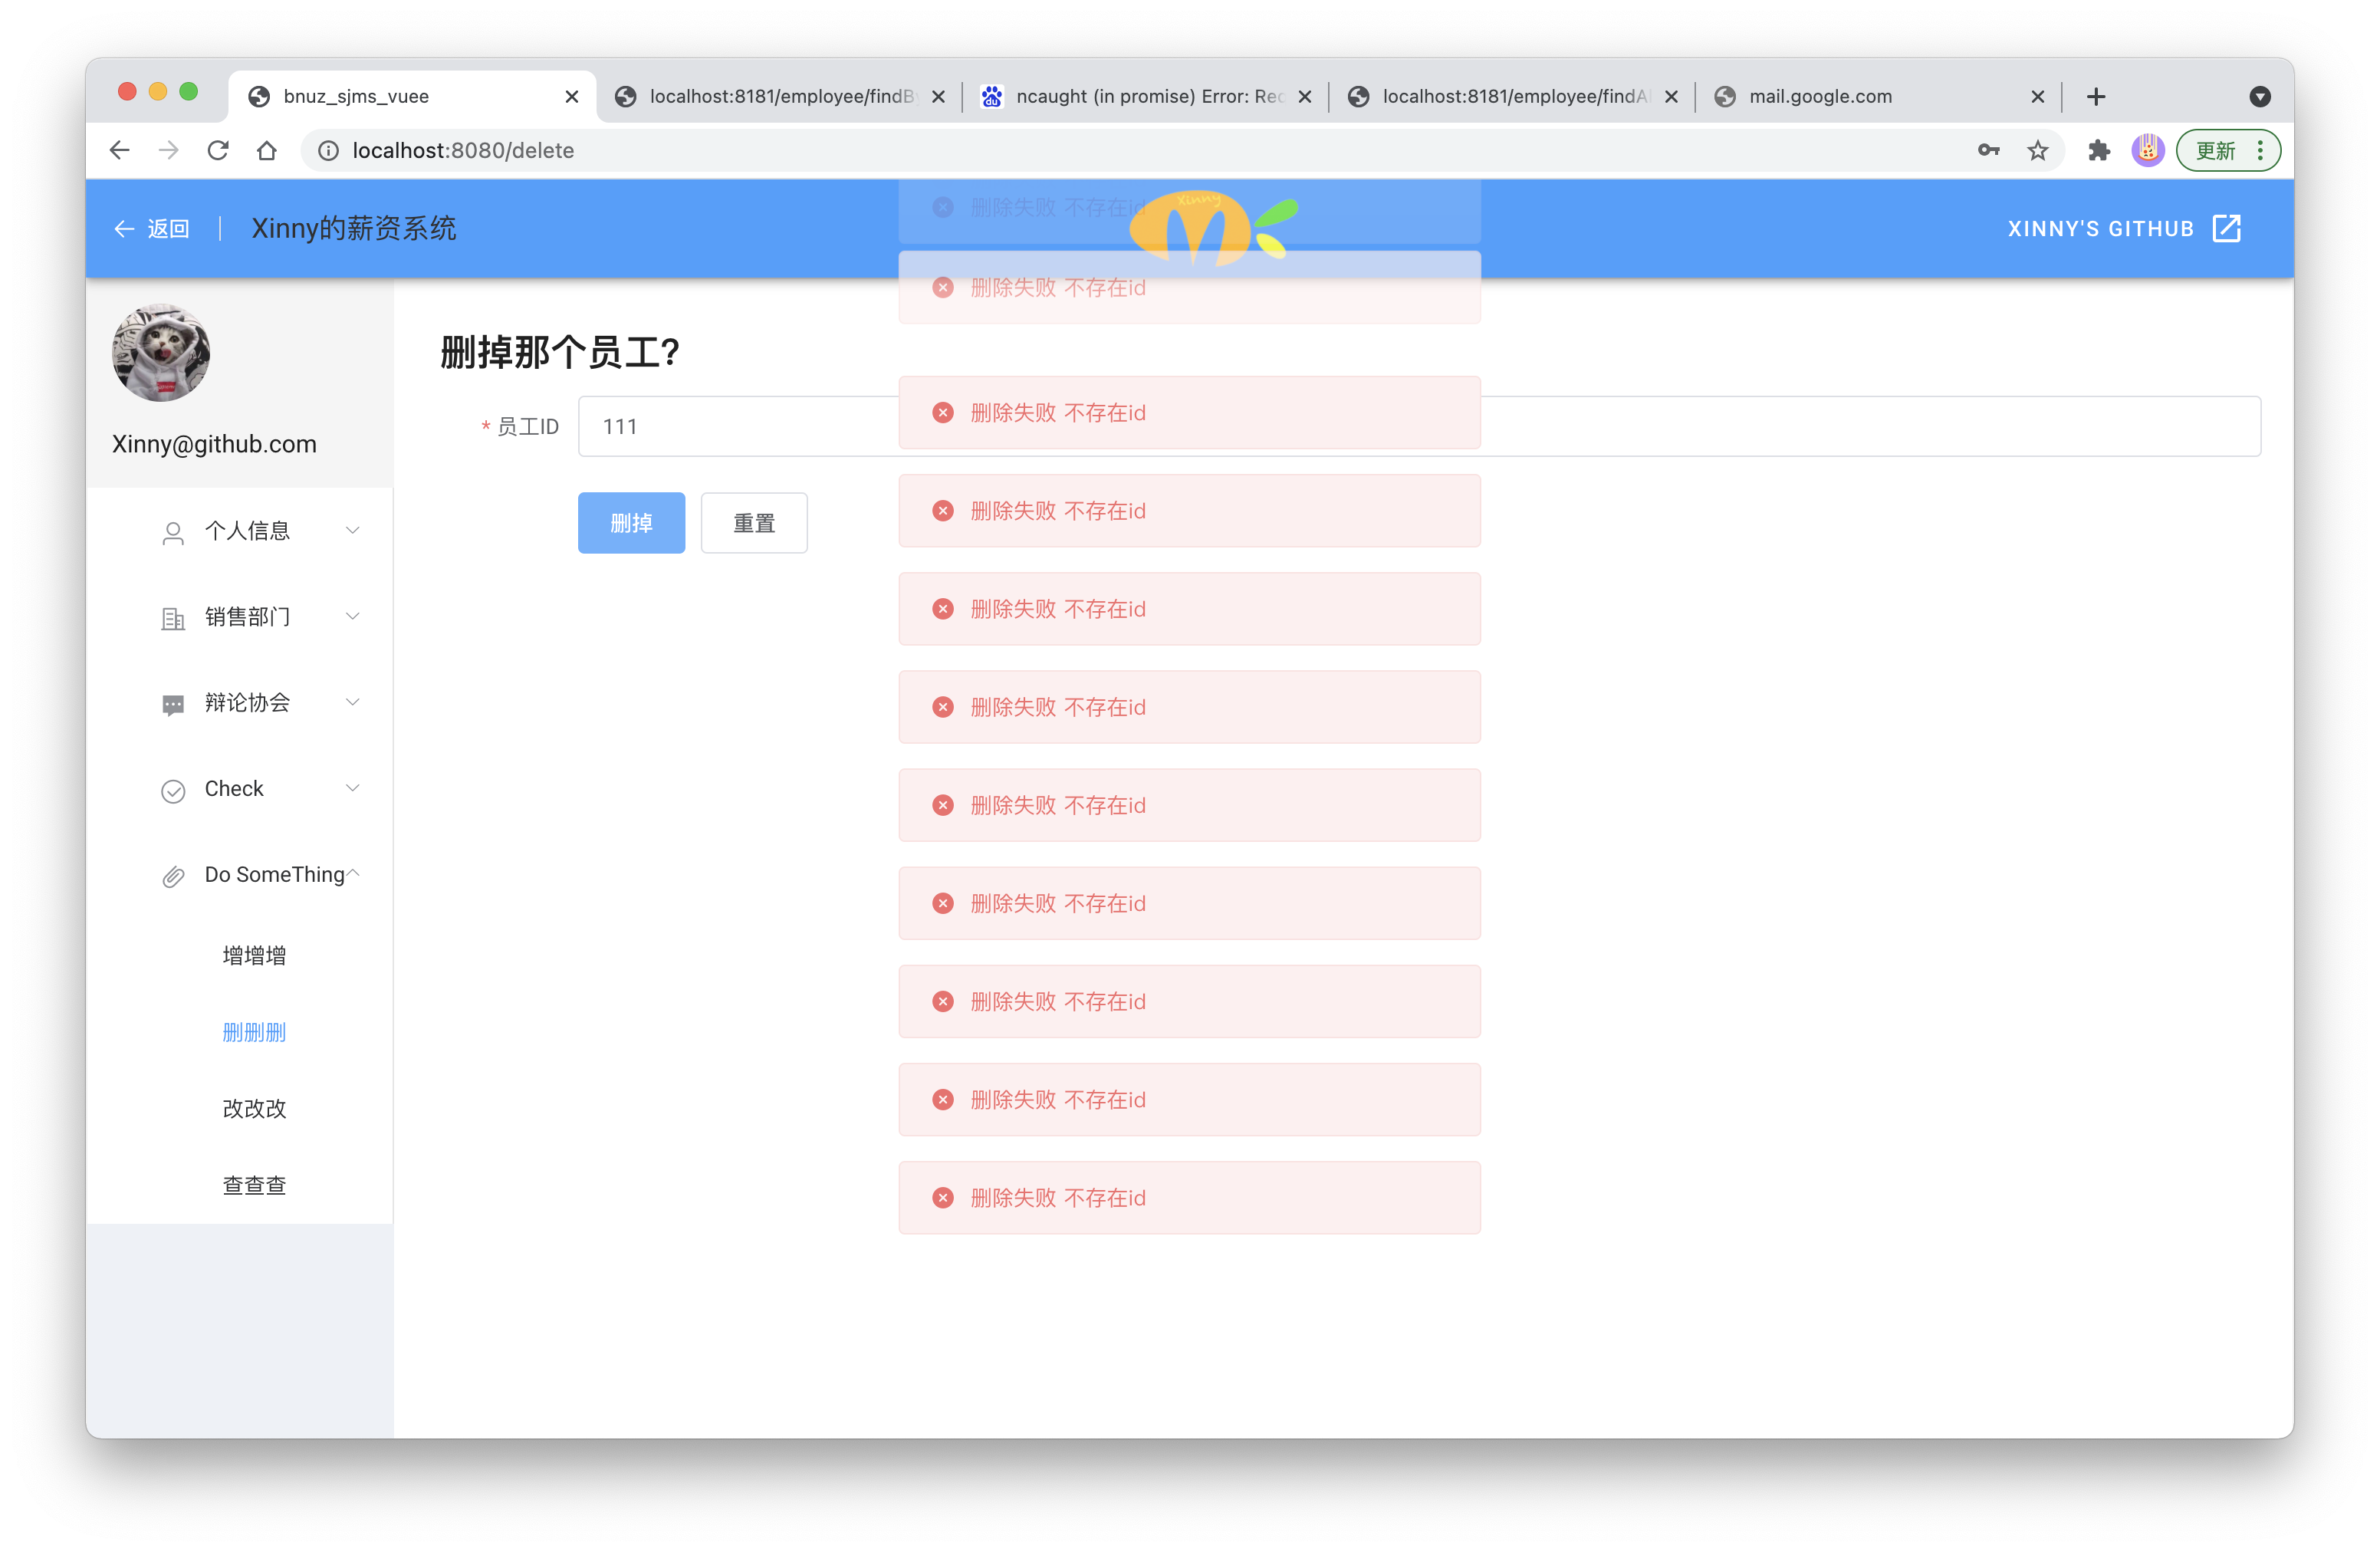 bnuz_sjms_vuee
localhost:8181/employee/findBy
ncaught (in promise) Error: Rec
localhost:8181/employee/findAl
mail.google.com
localhost:8080/delete
更新
返回
Xinny的薪资系统
Xinny
XINNY'S GITHUB
删除失败 不存在id
删除失败 不存在id
Xinny@github.com
删掉那个员工?
* 员工ID
111
删掉
重置
删除失败 不存在id
删除失败 不存在id
删除失败 不存在id
删除失败 不存在id
删除失败 不存在id
删除失败 不存在id
删除失败 不存在id
删除失败 不存在id
删除失败 不存在id
个人信息
销售部门
辩论协会
Check
Do SomeThing
增增增
删删删
改改改
查查查